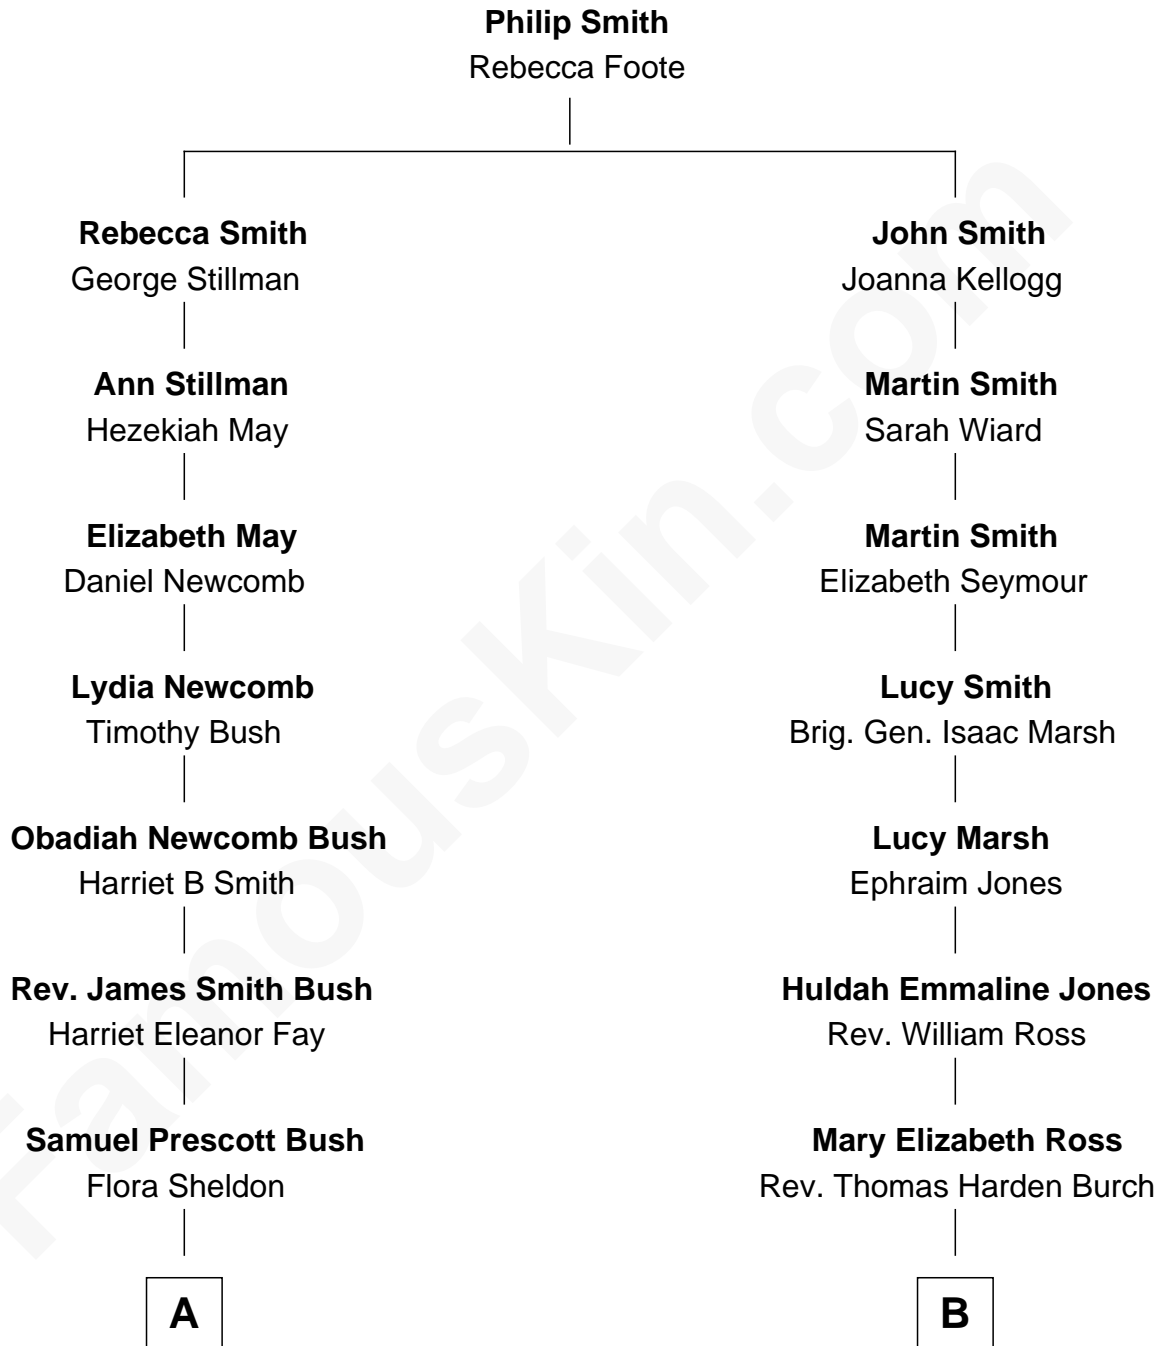 Philip Smith
Rebecca Foote
Rebecca Smith
George Stillman
John Smith
Joanna Kellogg
Ann Stillman
Hezekiah May
Martin Smith
Sarah Wiard
Elizabeth May
Daniel Newcomb
Martin Smith
Elizabeth Seymour
Lydia Newcomb
Timothy Bush
Lucy Smith
Brig. Gen. Isaac Marsh
Obadiah Newcomb Bush
Harriet B Smith
Lucy Marsh
Ephraim Jones
Rev. James Smith Bush
Harriet Eleanor Fay
Huldah Emmaline Jones
Rev. William Ross
Samuel Prescott Bush
Flora Sheldon
Mary Elizabeth Ross
Rev. Thomas Harden Burch
A
B
FamousKin.com